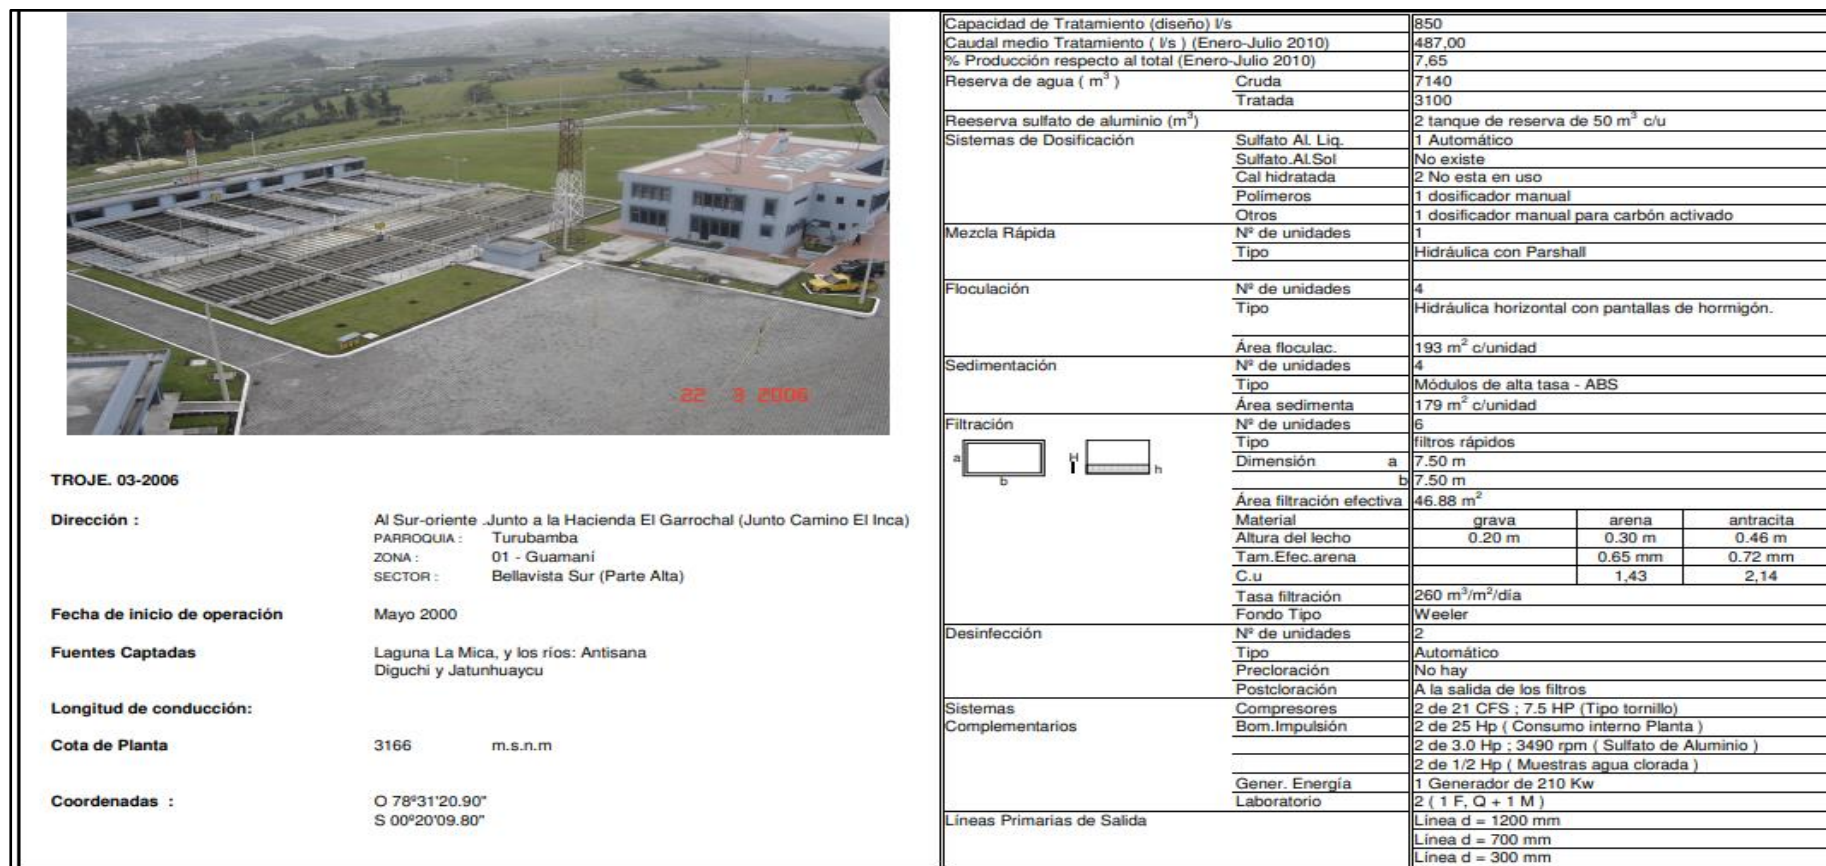 22 3 2006
TROJE. 03-2006
Dirección :
Al Sur-oriente .Junto a la Hacienda El Garrochal (Junto Camino El Inca)
PARROQUIA : Turubamba
ZONA : 01 - Guamaní
SECTOR : Bellavista Sur (Parte Alta)
Fecha de inicio de operación Mayo 2000
Fuentes Captadas Laguna La Mica, y los ríos: Antisana
Diguchi y Jatunhuaycu
Longitud de conducción:
Cota de Planta 3166 m.s.n.m
Coordenadas : O 78º31'20.90"
S 00º20'09.80"
Capacidad de Tratamiento (diseño) l/s 850
Caudal medio Tratamiento ( l/s ) (Enero-Julio 2010) 487,00
% Producción respecto al total (Enero-Julio 2010) 7,65
Reserva de agua ( m³ ) Cruda 7140
Tratada 3100
Reeserva sulfato de aluminio (m³) 2 tanque de reserva de 50 m³ c/u
Sistemas de Dosificación Sulfato Al. Liq. 1 Automático
Sulfato.Al.Sol No existe
Cal hidratada 2 No esta en uso
Polímeros 1 dosificador manual
Otros 1 dosificador manual para carbón activado
Mezcla Rápida Nº de unidades 1
Tipo Hidráulica con Parshall
Floculación Nº de unidades 4
Tipo Hidráulica horizontal con pantallas de hormigón.
Área floculac. 193 m² c/unidad
Sedimentación Nº de unidades 4
Tipo Módulos de alta tasa - ABS
Área sedimenta 179 m² c/unidad
Filtración Nº de unidades 6
Tipo filtros rápidos
a b H h
Dimensión a 7.50 m
b 7.50 m
Área filtración efectiva 46.88 m²
Material grava arena antracita
Altura del lecho 0.20 m 0.30 m 0.46 m
Tam.Efec.arena 0.65 mm 0.72 mm
C.u 1,43 2,14
Tasa filtración 260 m³/m²/día
Fondo Tipo Weeler
Desinfección Nº de unidades 2
Tipo Automático
Precloración No hay
Postcloración A la salida de los filtros
Sistemas Compresores 2 de 21 CFS ; 7.5 HP (Tipo tornillo)
Complementarios Bom.Impulsión 2 de 25 Hp ( Consumo interno Planta )
2 de 3.0 Hp ; 3490 rpm ( Sulfato de Aluminio )
2 de 1/2 Hp ( Muestras agua clorada )
Gener. Energía 1 Generador de 210 Kw
Laboratorio 2 ( 1 F, Q + 1 M )
Líneas Primarias de Salida Línea d = 1200 mm
Línea d = 700 mm
Línea d = 300 mm